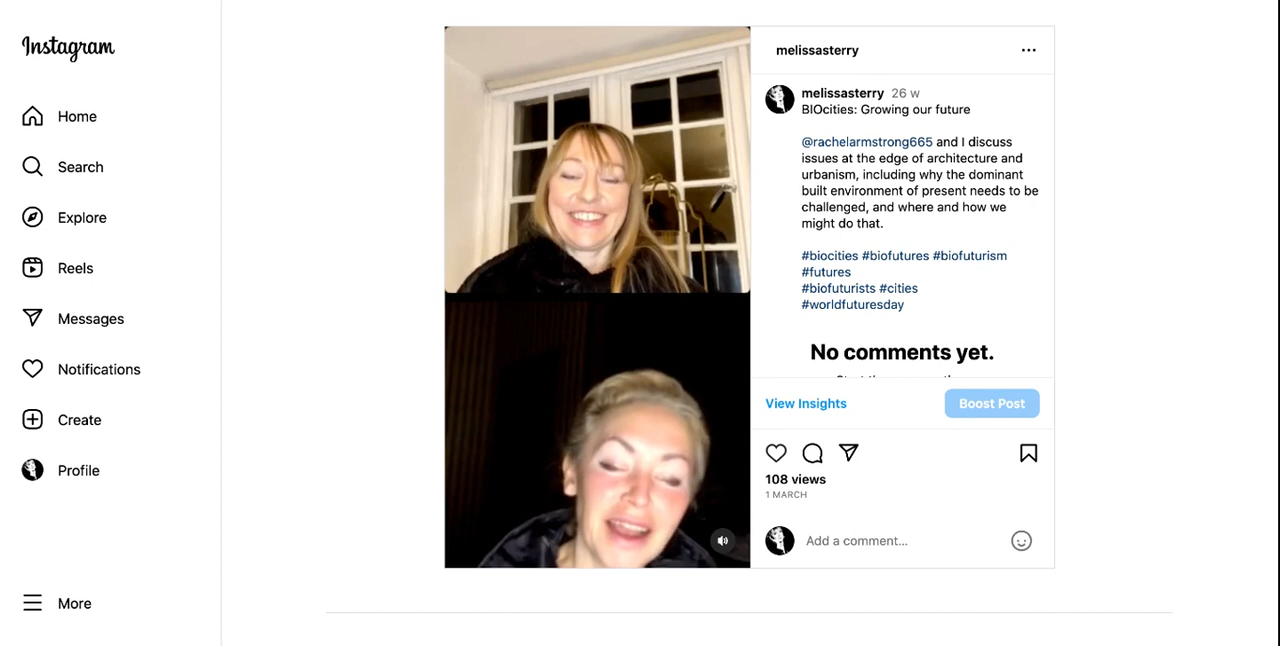 Instagram
Home
Search
Explore
Reels
Messages
Notifications
Create
Profile
More
melissasterry
melissasterry 26 w
BIOcities: Growing our future
@rachelarmstrong665 and I discuss
issues at the edge of architecture and
urbanism, including why the dominant
built environment of present needs to be
challenged, and where and how we
might do that.
#biocities #biofutures #biofuturism
#futures
#biofuturists #cities
#worldfuturesday
No comments yet.
View Insights
Boost Post
108 views
1 MARCH
Add a comment...